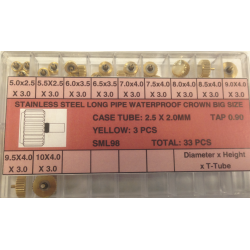 5.0x2.5 5.5x2.5 6.0x3.5 6.5x3.5 7.0x4.0 7.5x4.0 8.0x4.0 8.5x4.0 9.0x4.0
X 3.0 X 3.0 X 3.0 X 3.0 X 3.0 X 3.0 X 3.0 X 3.0 X 3.0
STAINLESS STEEL LONG PIPE WATERPROOF CROWN BIG SIZE
CASE TUBE: 2.5 X 2.0MM TAP 0.90
YELLOW: 3 PCS
SML98 TOTAL: 33 PCS
9.5X4.0 10X4.0
X 3.0 X 3.0
Diameter x Height
x T-Tube